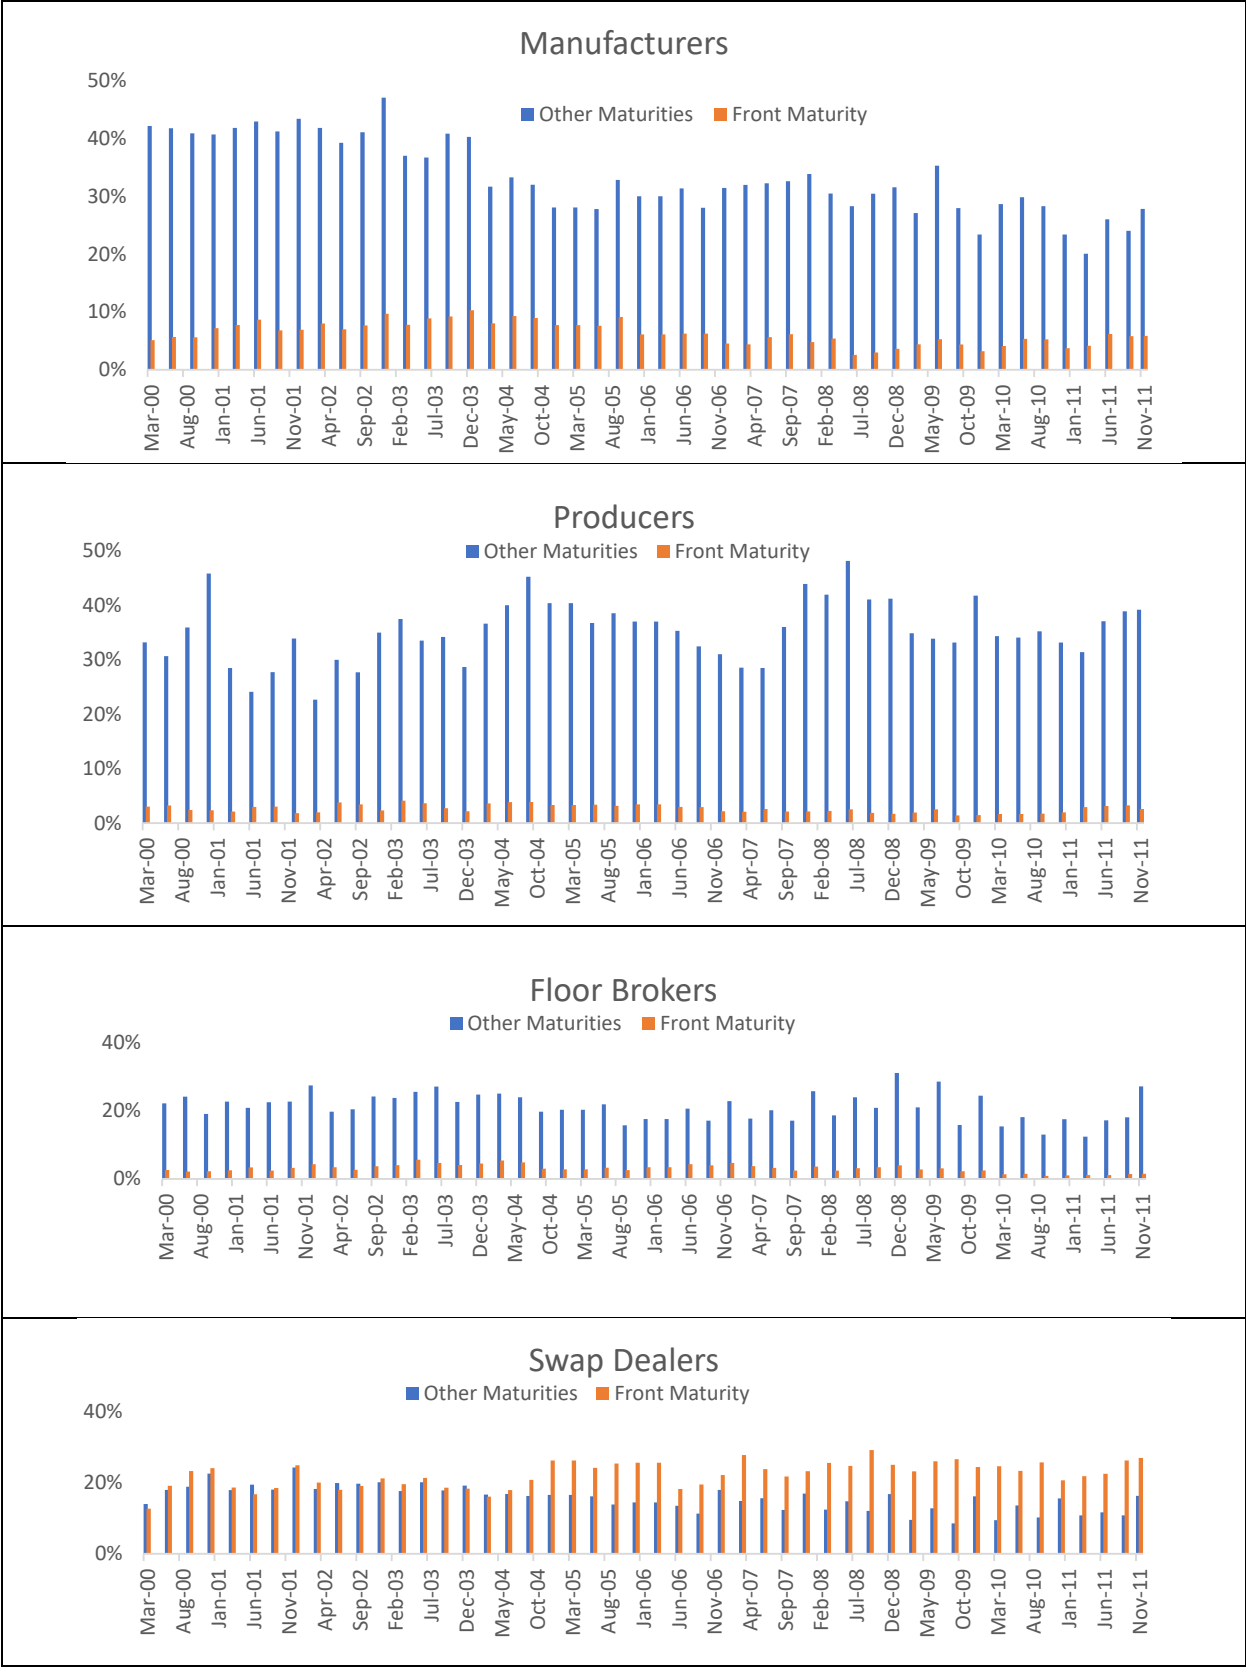 Manufacturers
50%
Other Maturities Front Maturity
40%
30%
20%
10%
0%
Mar-00 Aug-00 Jan-01 Jun-01 Nov-01 Apr-02 Sep-02 Feb-03 Jul-03 Dec-03 May-04 Oct-04 Mar-05 Aug-05 Jan-06 Jun-06 Nov-06 Apr-07 Sep-07 Feb-08 Jul-08 Dec-08 May-09 Oct-09 Mar-10 Aug-10 Jan-11 Jun-11 Nov-11
Producers
50%
Other Maturities Front Maturity
40%
30%
20%
10%
0%
Mar-00 Aug-00 Jan-01 Jun-01 Nov-01 Apr-02 Sep-02 Feb-03 Jul-03 Dec-03 May-04 Oct-04 Mar-05 Aug-05 Jan-06 Jun-06 Nov-06 Apr-07 Sep-07 Feb-08 Jul-08 Dec-08 May-09 Oct-09 Mar-10 Aug-10 Jan-11 Jun-11 Nov-11
Floor Brokers
Other Maturities Front Maturity
40%
20%
0%
Mar-00 Aug-00 Jan-01 Jun-01 Nov-01 Apr-02 Sep-02 Feb-03 Jul-03 Dec-03 May-04 Oct-04 Mar-05 Aug-05 Jan-06 Jun-06 Nov-06 Apr-07 Sep-07 Feb-08 Jul-08 Dec-08 May-09 Oct-09 Mar-10 Aug-10 Jan-11 Jun-11 Nov-11
Swap Dealers
Other Maturities Front Maturity
40%
20%
0%
Mar-00 Aug-00 Jan-01 Jun-01 Nov-01 Apr-02 Sep-02 Feb-03 Jul-03 Dec-03 May-04 Oct-04 Mar-05 Aug-05 Jan-06 Jun-06 Nov-06 Apr-07 Sep-07 Feb-08 Jul-08 Dec-08 May-09 Oct-09 Mar-10 Aug-10 Jan-11 Jun-11 Nov-11